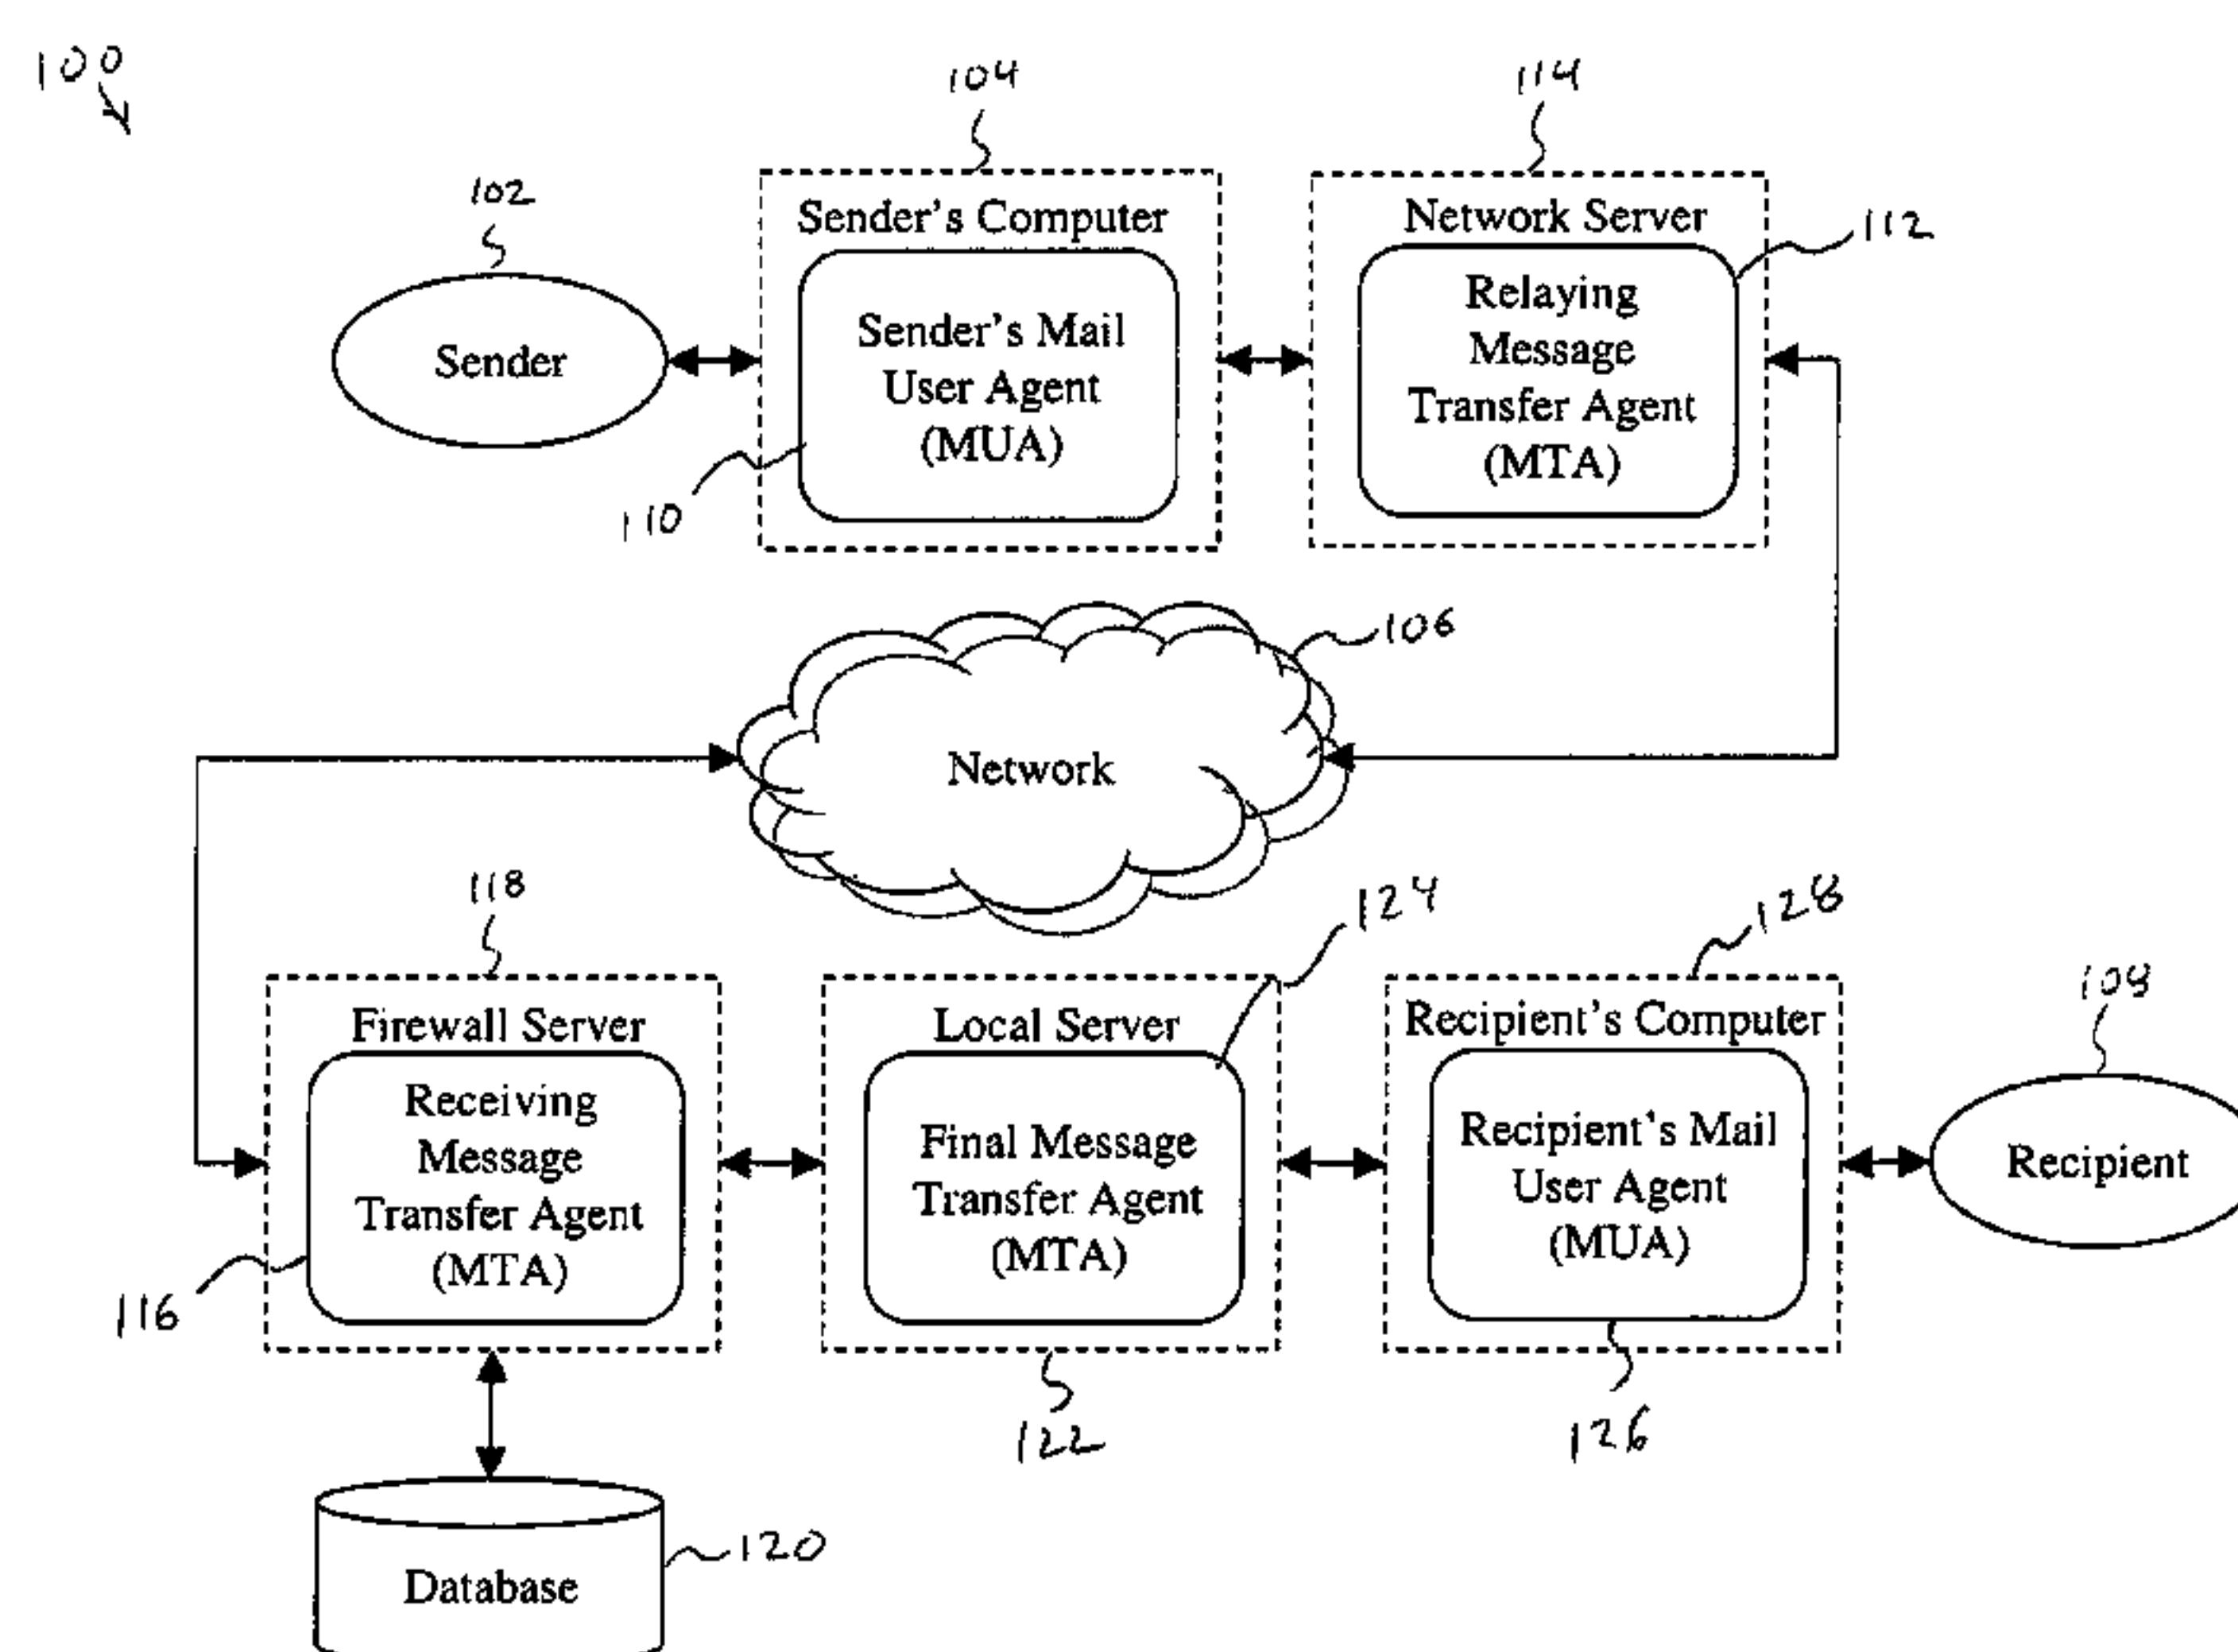 100
104
114
102
Sender's Computer
Network Server
112
Sender
Sender's Mail
User Agent
(MUA)
Relaying
Message
Transfer Agent
(MTA)
110
106
Network
118
124
128
108
Firewall Server
Local Server
Recipient's Computer
Receiving
Message
Transfer Agent
(MTA)
Final Message
Transfer Agent
(MTA)
Recipient's Mail
User Agent
(MUA)
Recipient
116
122
126
120
Database